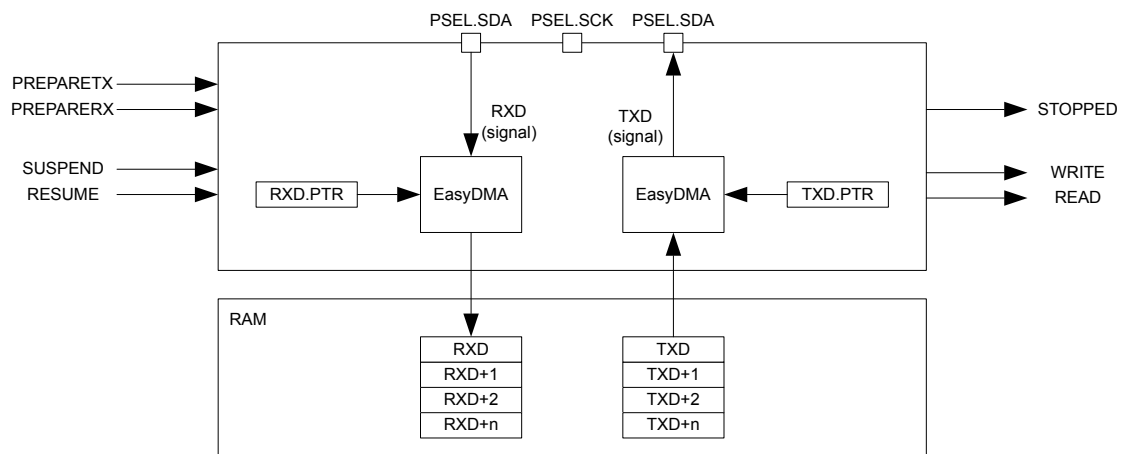 PSEL.SDA PSEL.SCK PSEL.SDA
PREPARETX
PREPARERX
SUSPEND
RESUME
RXD
(signal)
TXD
(signal)
RXD.PTR
EasyDMA
EasyDMA
TXD.PTR
STOPPED
WRITE
READ
RAM
RXD
RXD+1
RXD+2
RXD+n
TXD
TXD+1
TXD+2
TXD+n